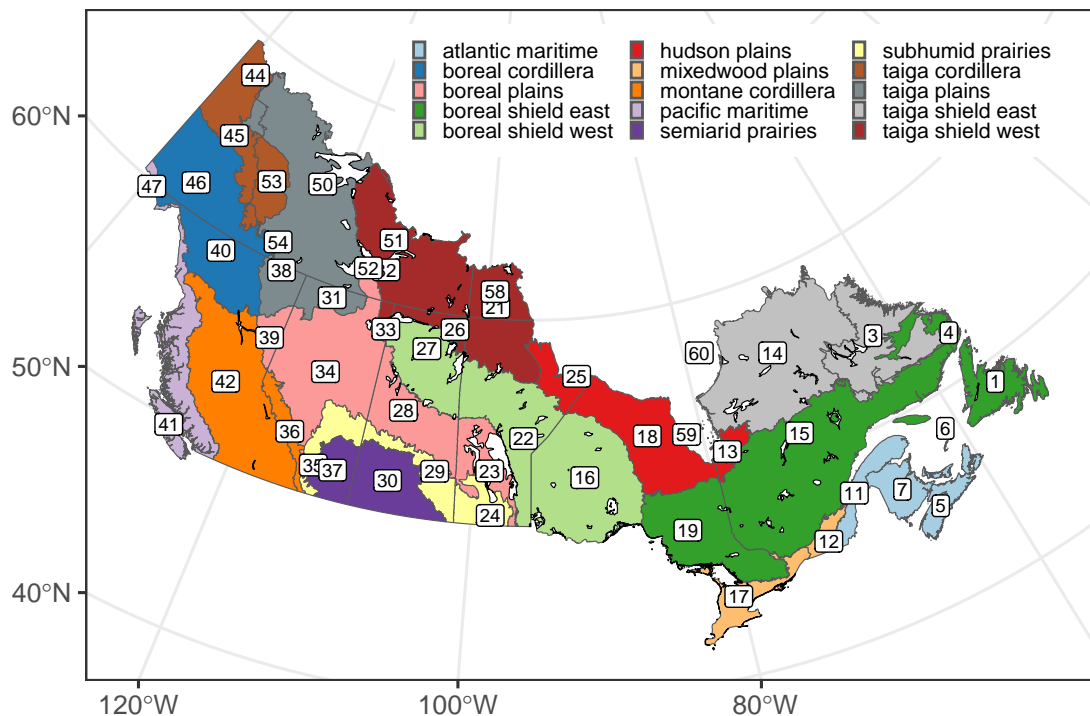 atlantic maritime
boreal cordillera
boreal plains
boreal shield east
boreal shield west
hudson plains
mixedwood plains
montane cordillera
pacific maritime
semiarid prairies
subhumid prairies
taiga cordillera
taiga plains
taiga shield east
taiga shield west
60°N
50°N
40°N
120°W
100°W
80°W
44
45
53
50
47
46
40
54
38
31
51
52
58
21
33
26
27
39
34
42
28
41
36
35
37
30
29
23
24
22
25
16
18
59
60
14
3
4
1
13
15
6
11
7
5
12
19
17